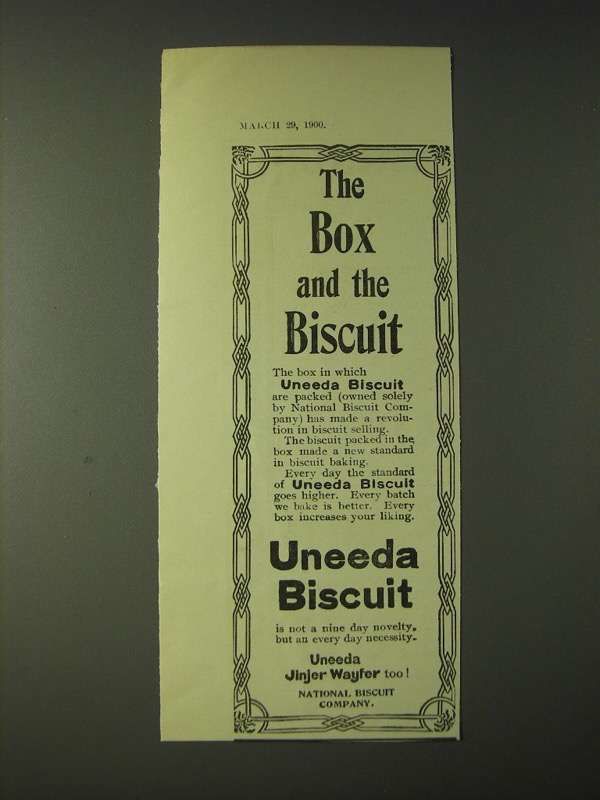 MARCH 29, 1900.
The
Box
and the
Biscuit
The box in which
Uneeda Biscuit
are packed (owned solely
by National Biscuit Com-
pany) has made a revolu-
tion in biscuit selling.
The biscuit packed in the
box made a new standard
in biscuit baking.
Every day the standard
of Uneeda Biscuit
goes higher. Every batch
we bake is better. Every
box increases your liking.
Uneeda
Biscuit
is not a nine day novelty.
but an every day necessity.
Uneeda
Jinjer Wayfer too!
NATIONAL BISCUIT
COMPANY.